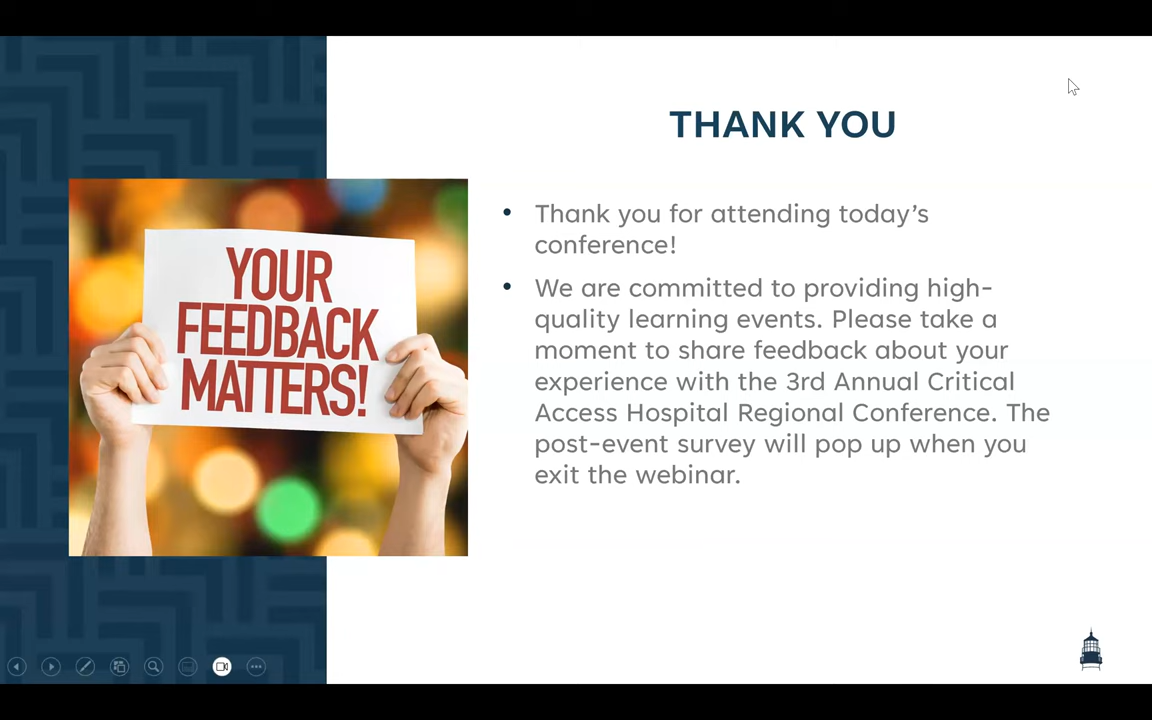 THANK YOU
YOUR
FEEDBACK
MATTERS!
• Thank you for attending today’s
conference!
• We are committed to providing high-
quality learning events. Please take a
moment to share feedback about your
experience with the 3rd Annual Critical
Access Hospital Regional Conference. The
post-event survey will pop up when you
exit the webinar.